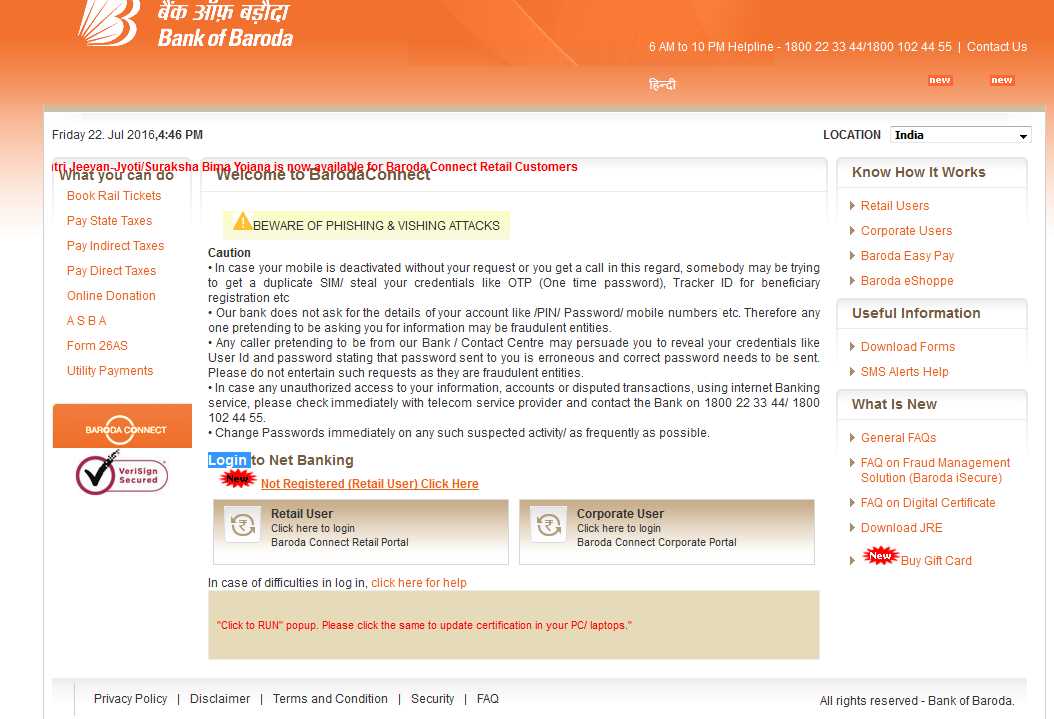 बैंक ऑफ़ बड़ौदा
Bank of Baroda
6 AM to 10 PM Helpline - 1800 22 33 44/1800 102 44 55 | Contact Us
हिन्दी
new
new
Friday 22. Jul 2016,4:46 PM
LOCATION
India
tri Jeevan-Jyoti/Suraksha Bima Yojana is now available for Baroda Connect Retail Customers
What you can do
Book Rail Tickets
Pay State Taxes
Pay Indirect Taxes
Pay Direct Taxes
Online Donation
A S B A
Form 26AS
Utility Payments
BARODA CONNECT
VeriSign
Secured
Welcome to BarodaConnect
BEWARE OF PHISHING & VISHING ATTACKS
Caution
• In case your mobile is deactivated without your request or you get a call in this regard, somebody may be trying
to get a duplicate SIM/ steal your credentials like OTP (One time password), Tracker ID for beneficiary
registration etc
• Our bank does not ask for the details of your account like /PIN/ Password/ mobile numbers etc. Therefore any
one pretending to be asking you for information may be fraudulent entities.
• Any caller pretending to be from our Bank / Contact Centre may persuade you to reveal your credentials like
User Id and password stating that password sent to you is erroneous and correct password needs to be sent.
Please do not entertain such requests as they are fraudulent entities.
• In case any unauthorized access to your information, accounts or disputed transactions, using internet Banking
service, please check immediately with telecom service provider and contact the Bank on 1800 22 33 44/ 1800
102 44 55.
• Change Passwords immediately on any such suspected activity/ as frequently as possible.
Login to Net Banking
New Not Registered (Retail User) Click Here
Retail User
Click here to login
Baroda Connect Retail Portal
Corporate User
Click here to login
Baroda Connect Corporate Portal
In case of difficulties in log in, click here for help
"Click to RUN" popup. Please click the same to update certification in your PC/ laptops."
Know How It Works
Retail Users
Corporate Users
Baroda Easy Pay
Baroda eShoppe
Useful Information
Download Forms
SMS Alerts Help
What Is New
General FAQs
FAQ on Fraud Management
Solution (Baroda iSecure)
FAQ on Digital Certificate
Download JRE
New Buy Gift Card
Privacy Policy | Disclaimer | Terms and Condition | Security | FAQ
All rights reserved - Bank of Baroda.